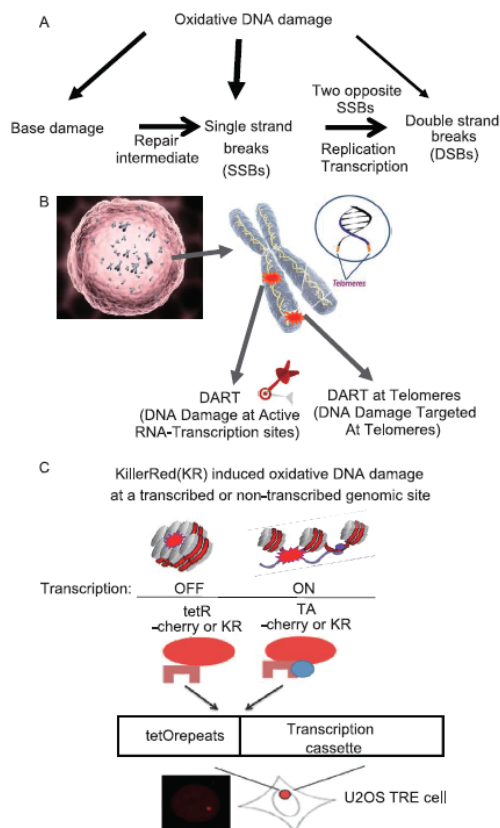 A
Oxidative DNA damage
Base damage
Repair
intermediate
Single strand
breaks
(SSBs)
Two opposite
SSBs
Replication
Transcription
Double strand
breaks
(DSBs)
B
Telomeres
DART
(DNA Damage at Active
RNA-Transcription sites)
DART at Telomeres
(DNA Damage Targeted
At Telomeres)
C
KillerRed(KR) induced oxidative DNA damage
at a transcribed or non-transcribed genomic site
Transcription: OFF ON
tetR
-cherry or KR
TA
-cherry or KR
tetOrepeats
Transcription
cassette
U2OS TRE cell